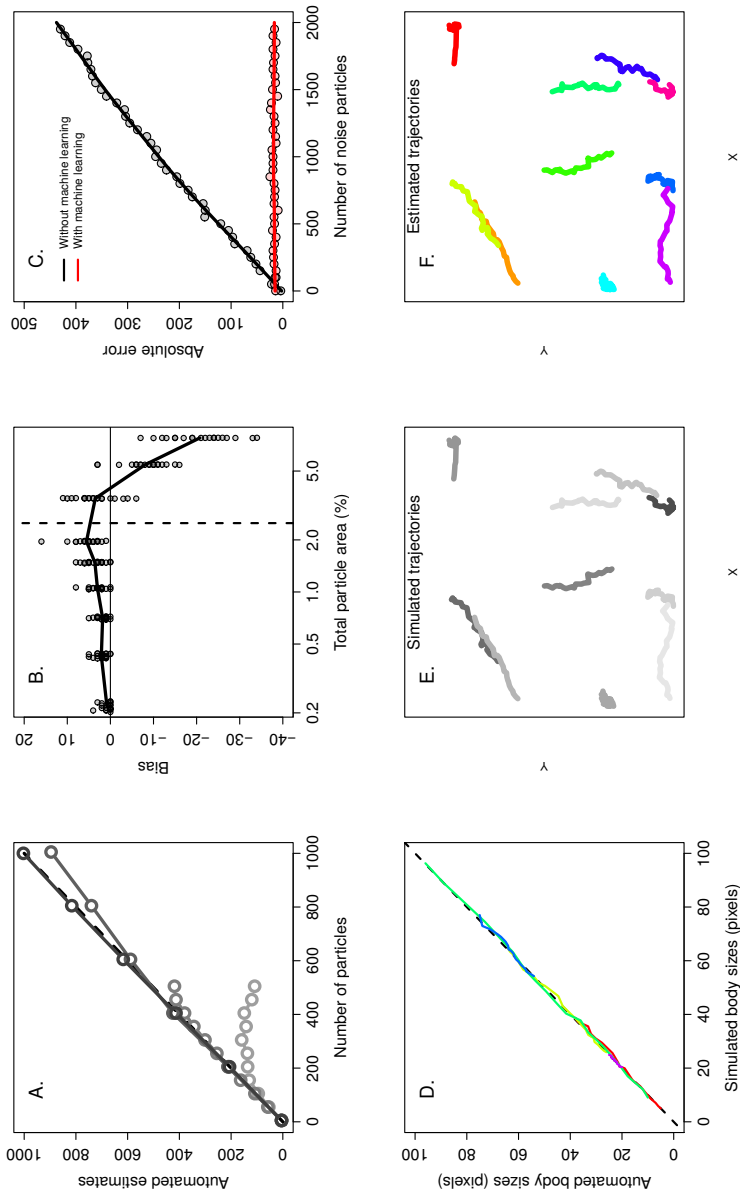 A.
1000
800
600
400
200
0
Automated estimates
0
200
400
600
800
1000
Number of particles
B.
20
10
0
−10
−20
−30
−40
Bias
0.2
0.5
1.0
2.0
5.0
Total particle area (%)
C.
Without machine learning
With machine learning
500
400
300
200
100
0
Absolute error
0
500
1000
1500
2000
Number of noise particles
D.
100
80
60
40
20
0
Automated body sizes (pixels)
0
20
40
60
80
100
Simulated body sizes (pixels)
Simulated trajectories
E.
Y
X
Estimated trajectories
F.
Y
X